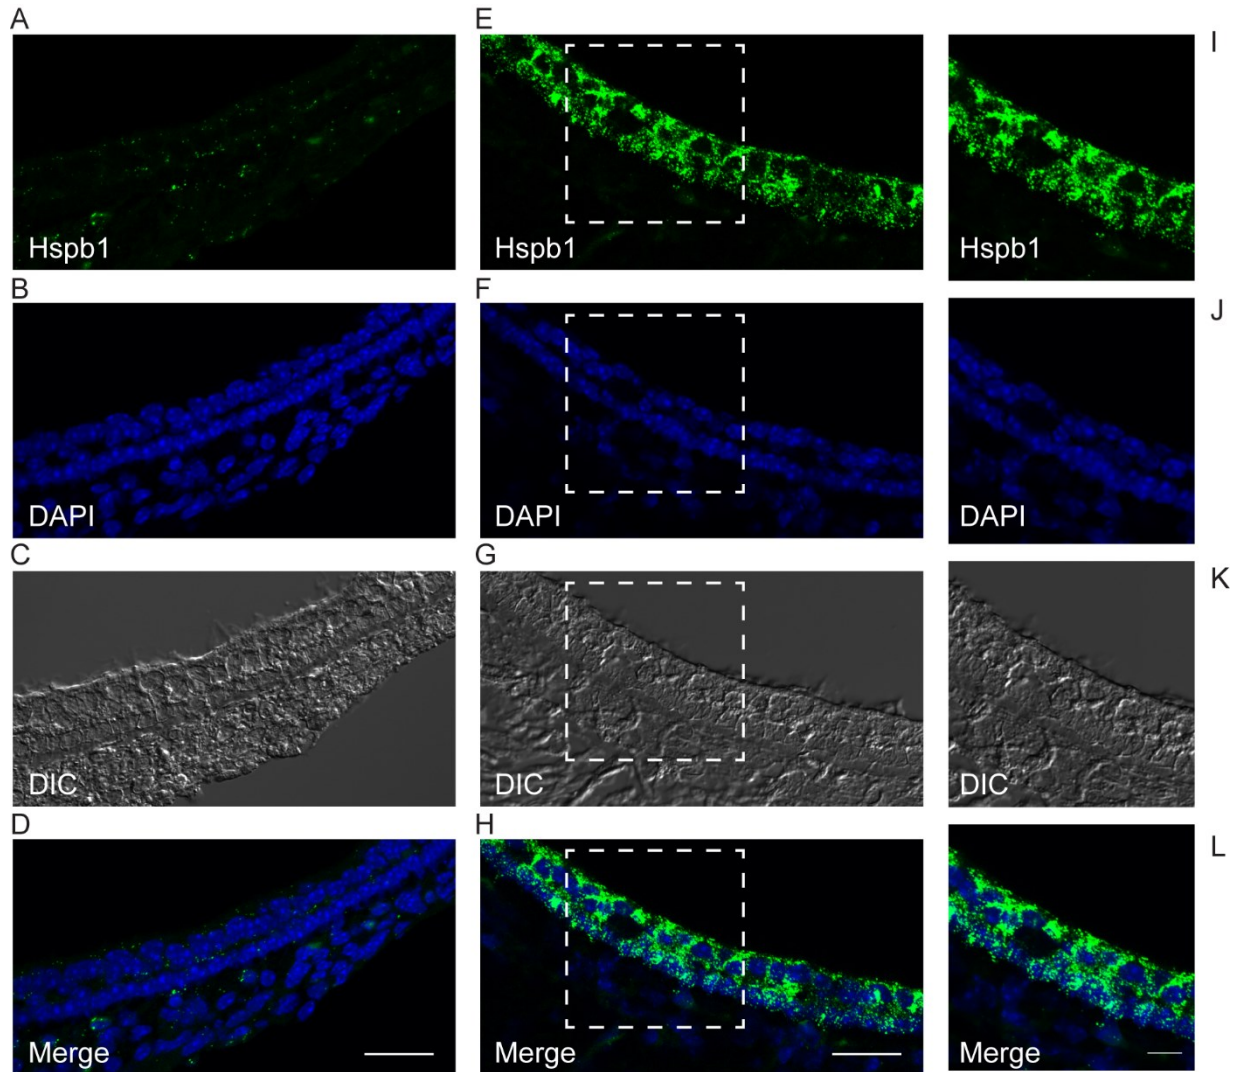 A
E
I
Hspb1
Hspb1
Hspb1
B
F
J
DAPI
DAPI
DAPI
C
G
K
DIC
DIC
DIC
D
H
L
Merge
Merge
Merge